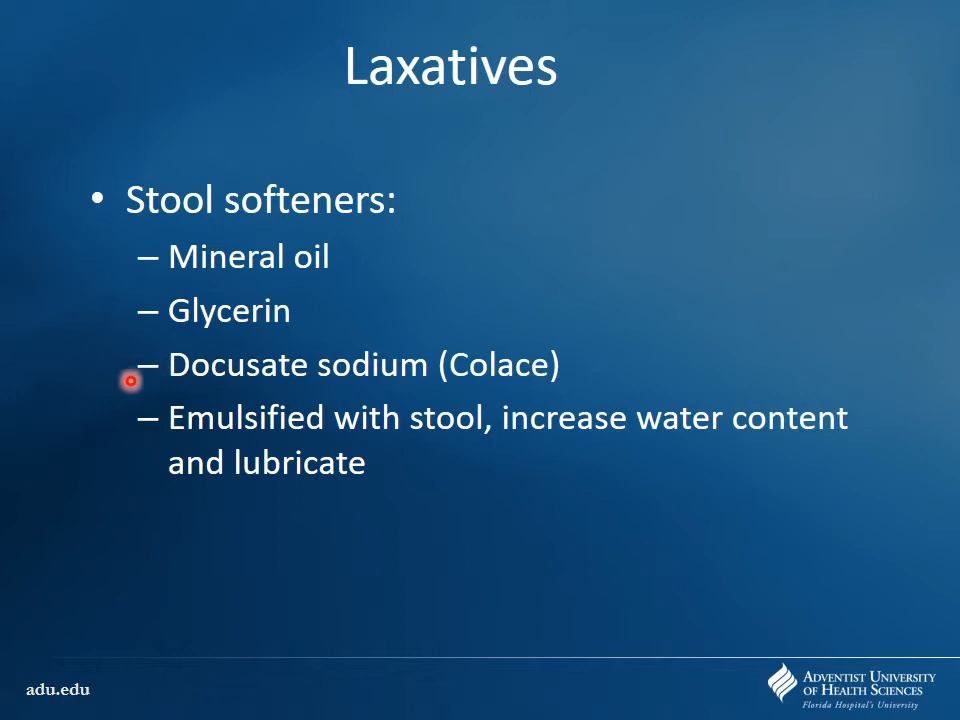 Laxatives
• Stool softeners:
– Mineral oil
– Glycerin
– Docusate sodium (Colace)
– Emulsified with stool, increase water content
and lubricate
adu.edu
ADVENTIST UNIVERSITY
OF HEALTH SCIENCES
Florida Hospital's University